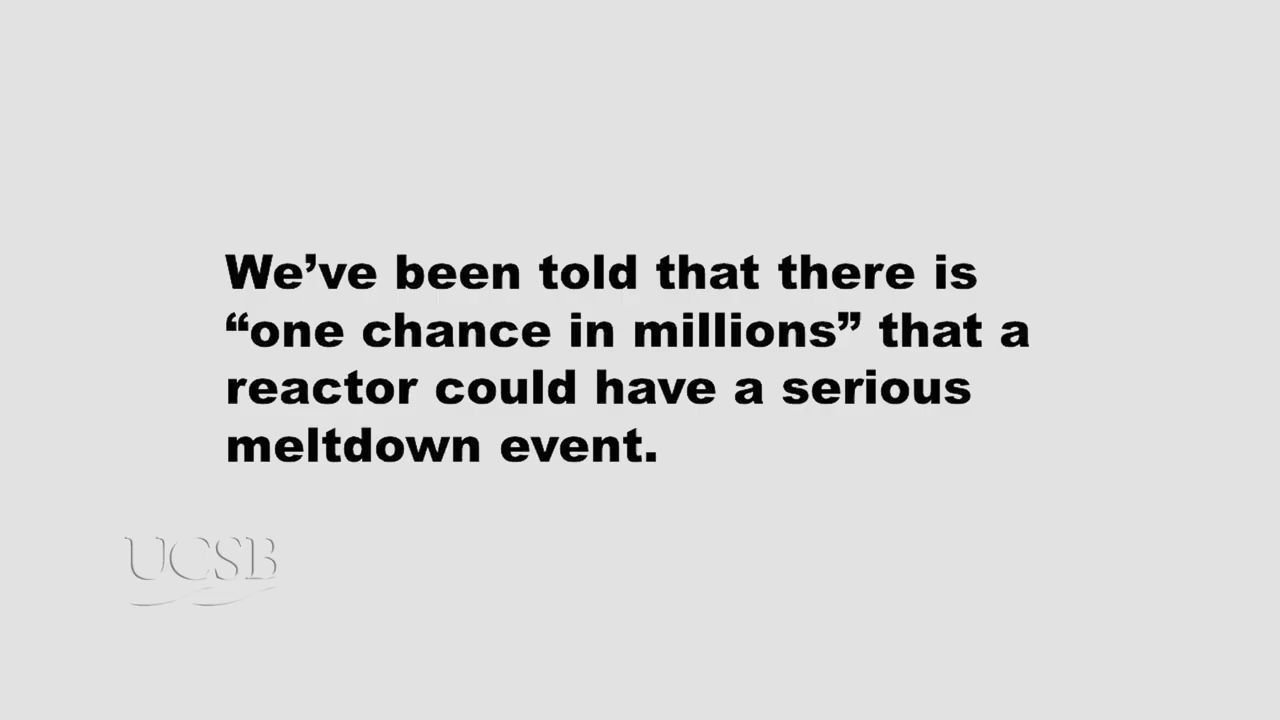 We’ve been told that there is
“one chance in millions” that a
reactor could have a serious
meltdown event.
UCSB